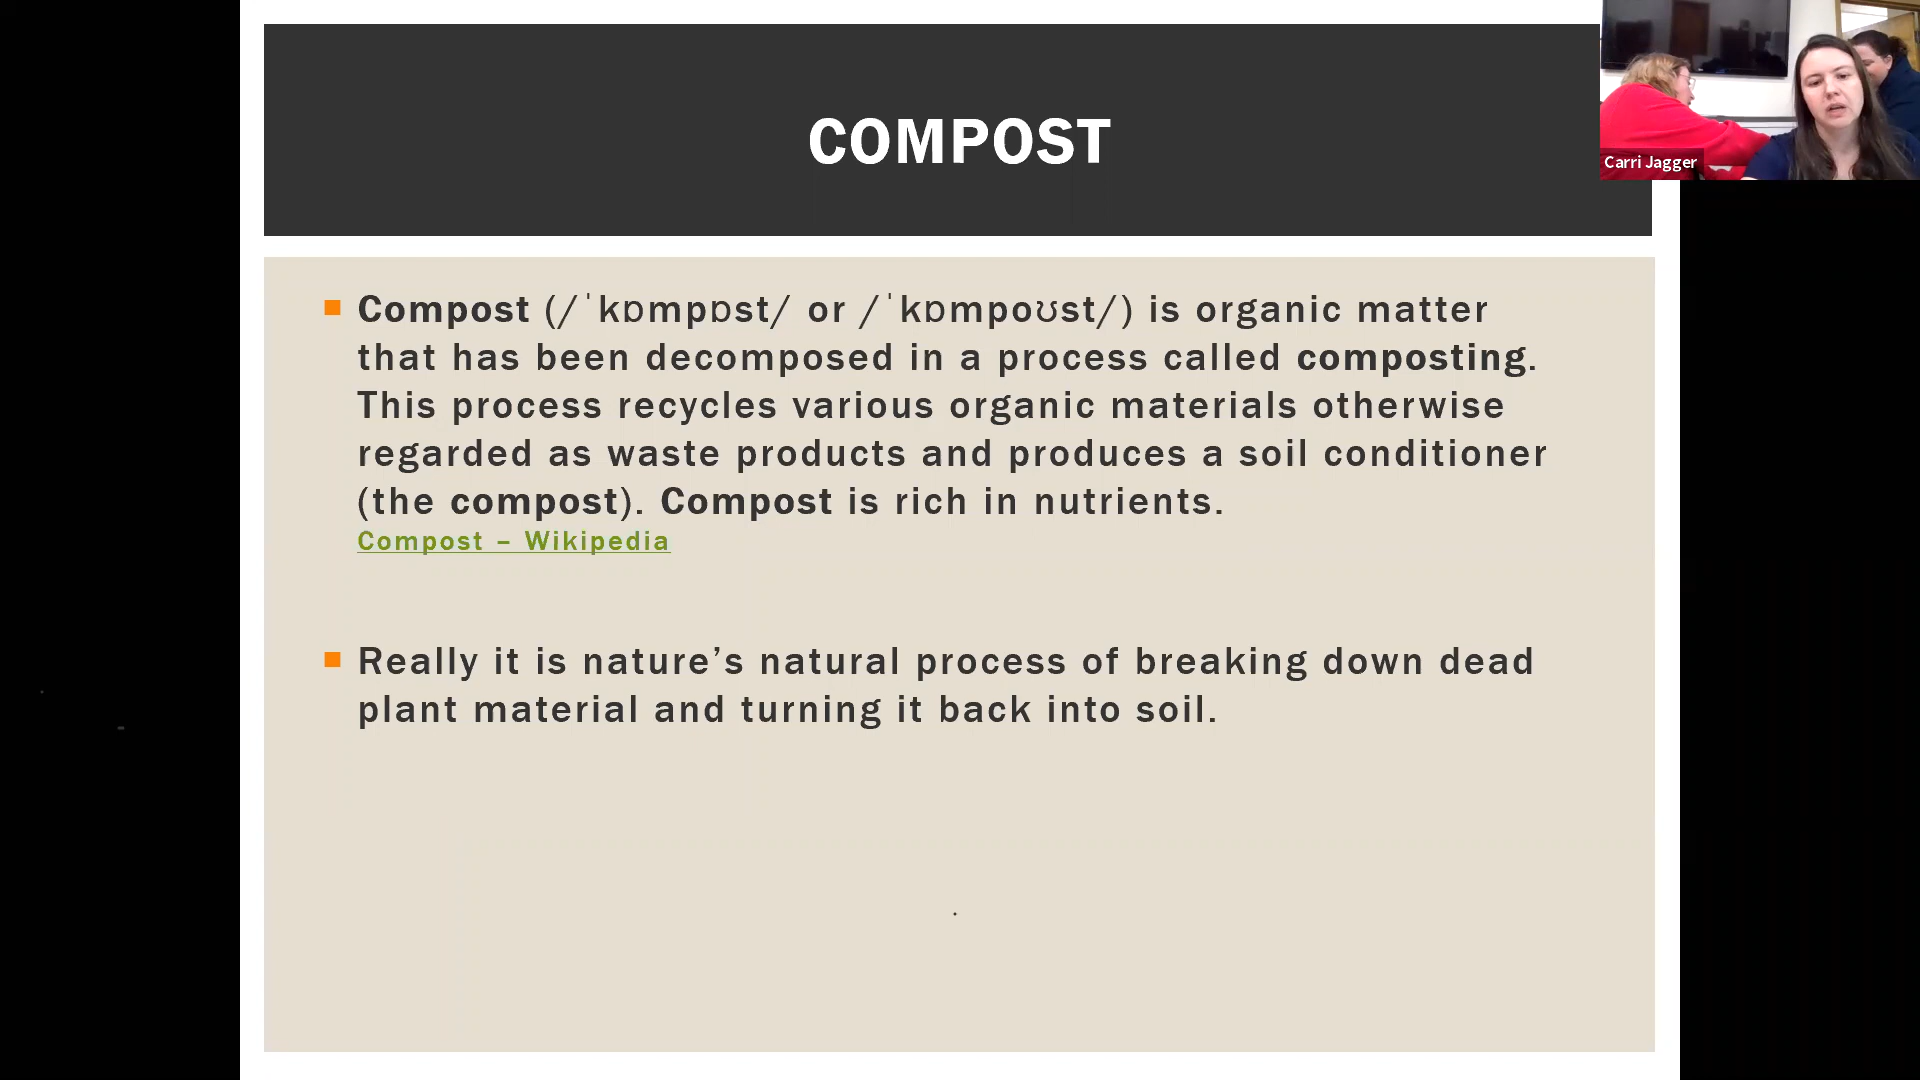 COMPOST
Carri Jagger
Compost (/ˈkɒmpɒst/ or /ˈkɒmpoʊst/) is organic matter
that has been decomposed in a process called composting.
This process recycles various organic materials otherwise
regarded as waste products and produces a soil conditioner
(the compost). Compost is rich in nutrients.
Compost – Wikipedia
Really it is nature’s natural process of breaking down dead
plant material and turning it back into soil.